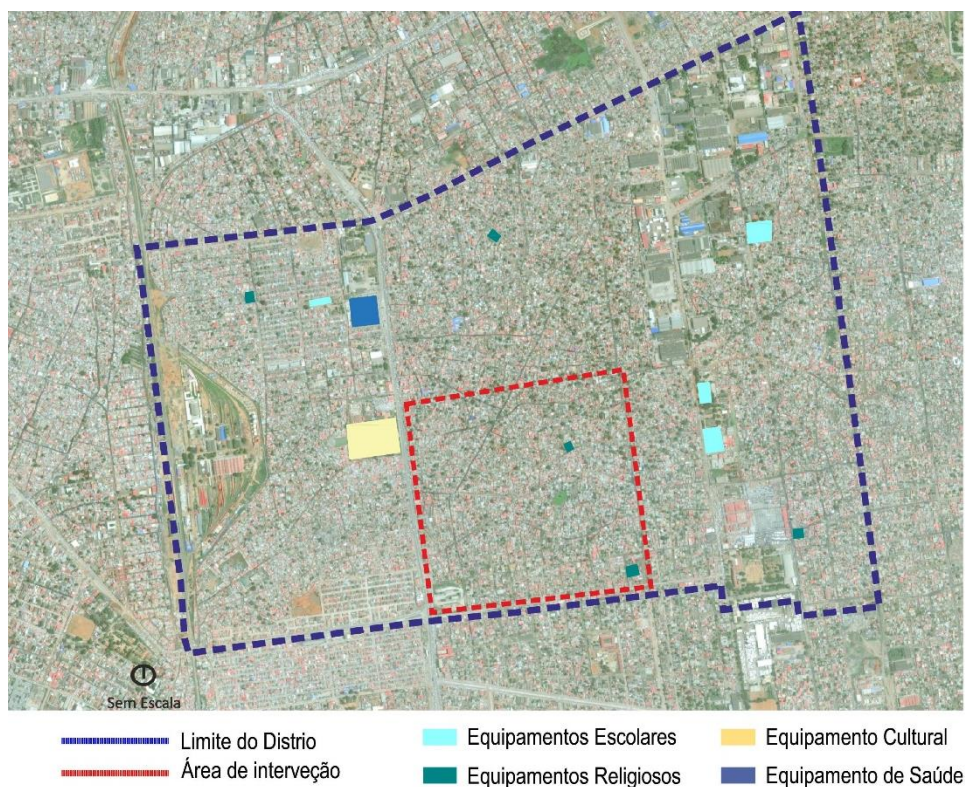 Sem Escala
Limite do Distrio
Área de interveção
Equipamentos Escolares
Equipamentos Religiosos
Equipamento Cultural
Equipamento de Saúde